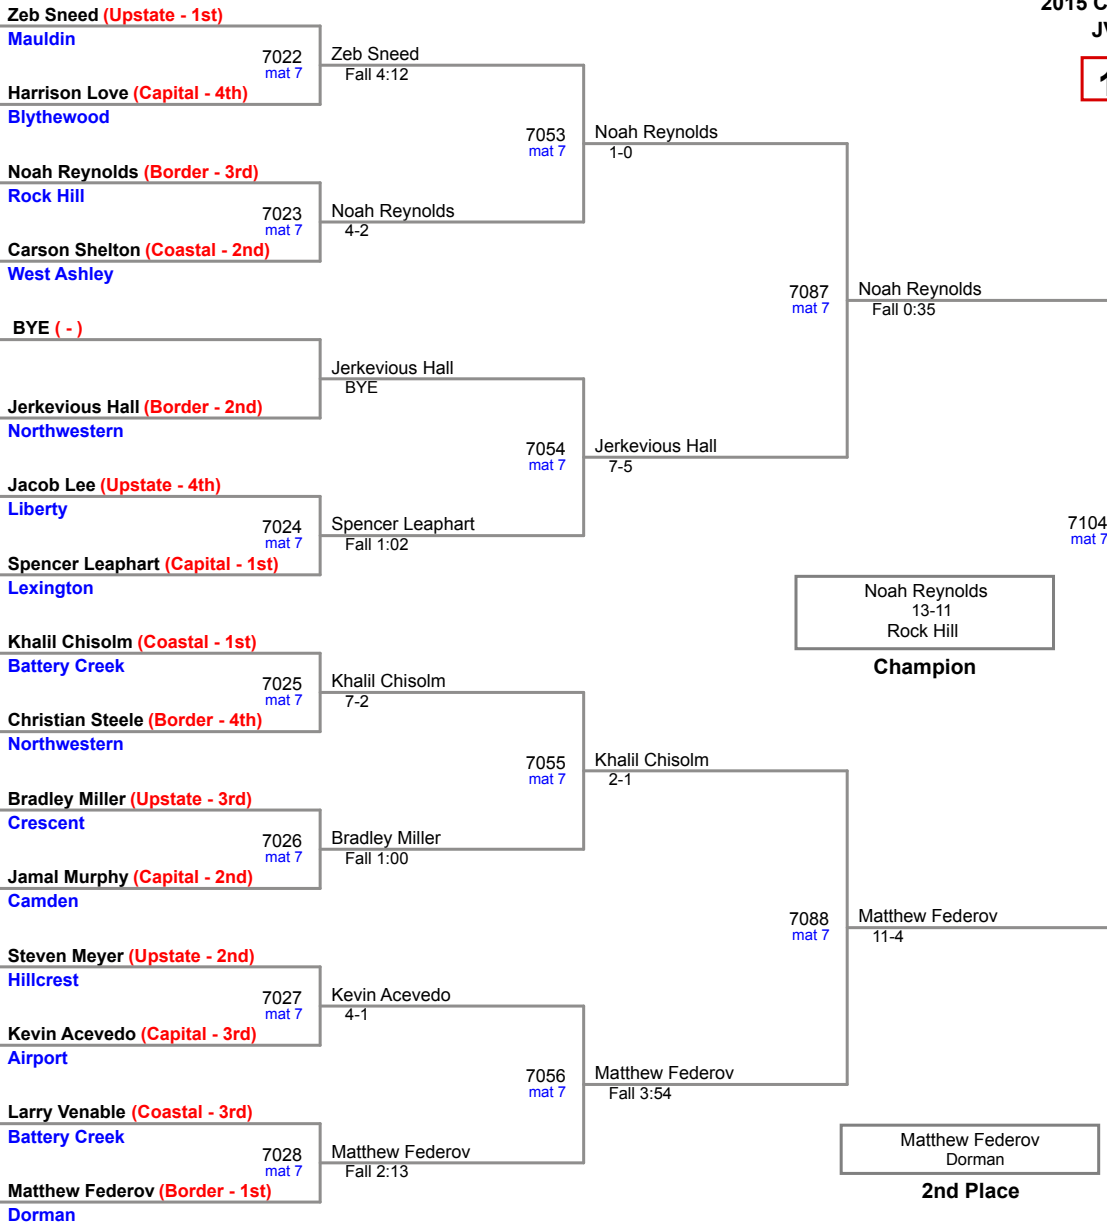 2015 C
JV
Zeb Sneed (Upstate - 1st)
Mauldin
7022
mat 7
Zeb Sneed
Fall 4:12
Harrison Love (Capital - 4th)
Blythewood
7053
mat 7
Noah Reynolds
1-0
Noah Reynolds (Border - 3rd)
Rock Hill
7023
mat 7
Noah Reynolds
4-2
Carson Shelton (Coastal - 2nd)
West Ashley
7087
mat 7
Noah Reynolds
Fall 0:35
BYE ( - )
Jerkevious Hall
BYE
Jerkevious Hall (Border - 2nd)
Northwestern
7054
mat 7
Jerkevious Hall
7-5
Jacob Lee (Upstate - 4th)
Liberty
7024
mat 7
Spencer Leaphart
Fall 1:02
Spencer Leaphart (Capital - 1st)
Lexington
7104
mat 7
Noah Reynolds
13-11
Rock Hill
Champion
Khalil Chisolm (Coastal - 1st)
Battery Creek
7025
mat 7
Khalil Chisolm
7-2
Christian Steele (Border - 4th)
Northwestern
7055
mat 7
Khalil Chisolm
2-1
Bradley Miller (Upstate - 3rd)
Crescent
7026
mat 7
Bradley Miller
Fall 1:00
Jamal Murphy (Capital - 2nd)
Camden
7088
mat 7
Matthew Federov
11-4
Steven Meyer (Upstate - 2nd)
Hillcrest
7027
mat 7
Kevin Acevedo
4-1
Kevin Acevedo (Capital - 3rd)
Airport
7056
mat 7
Matthew Federov
Fall 3:54
Larry Venable (Coastal - 3rd)
Battery Creek
7028
mat 7
Matthew Federov
Fall 2:13
Matthew Federov (Border - 1st)
Dorman
Matthew Federov
Dorman
2nd Place